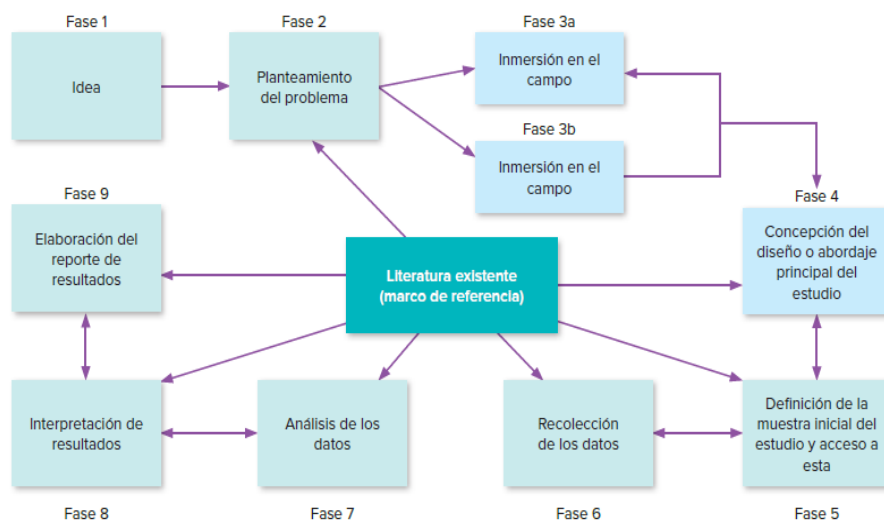 Fase 1
Idea
Fase 2
Planteamiento
del problema
Fase 3a
Inmersión en el
campo
Fase 3b
Inmersión en el
campo
Fase 4
Concepción del
diseño o abordaje
principal del
estudio
Fase 9
Elaboración del
reporte de
resultados
Literatura existente
(marco de referencia)
Interpretación de
resultados
Fase 8
Análisis de los
datos
Fase 7
Recolección
de los datos
Fase 6
Definición de la
muestra inicial del
estudio y acceso a
esta
Fase 5